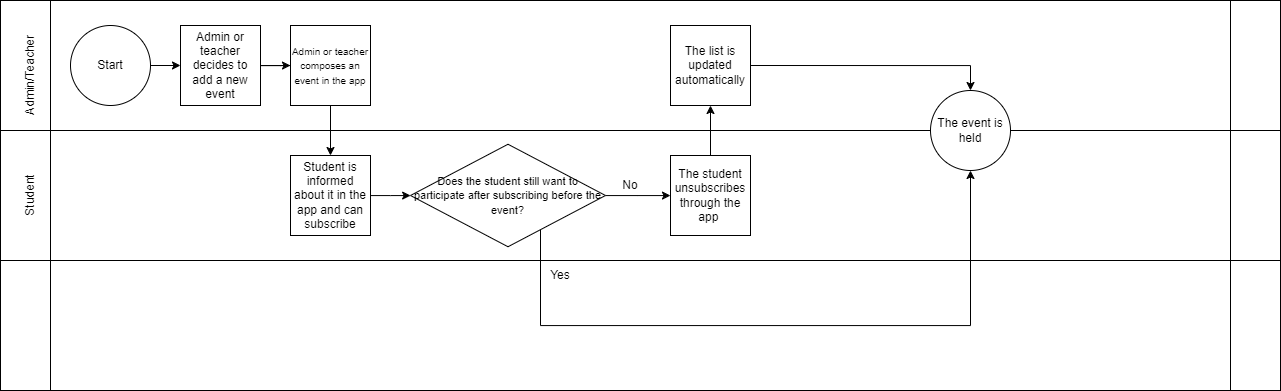 Admin/Teacher
Start
Admin or
teacher
decides to
add a new
event
Admin or teacher
composes an
event in the app
The list is
updated
automatically
The event is
held
Student
Student is
informed
about it in the
app and can
subscribe
Does the student still want to
participate after subscribing before the
event?
No
The student
unsubscribes
through the
app
Yes